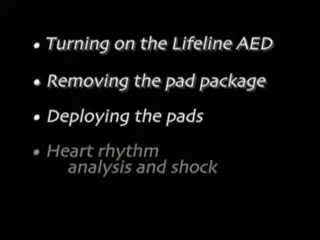 • Turning on the Lifeline AED
• Removing the pad package
• Deploying the pads
• Heart rhythm
analysis and shock